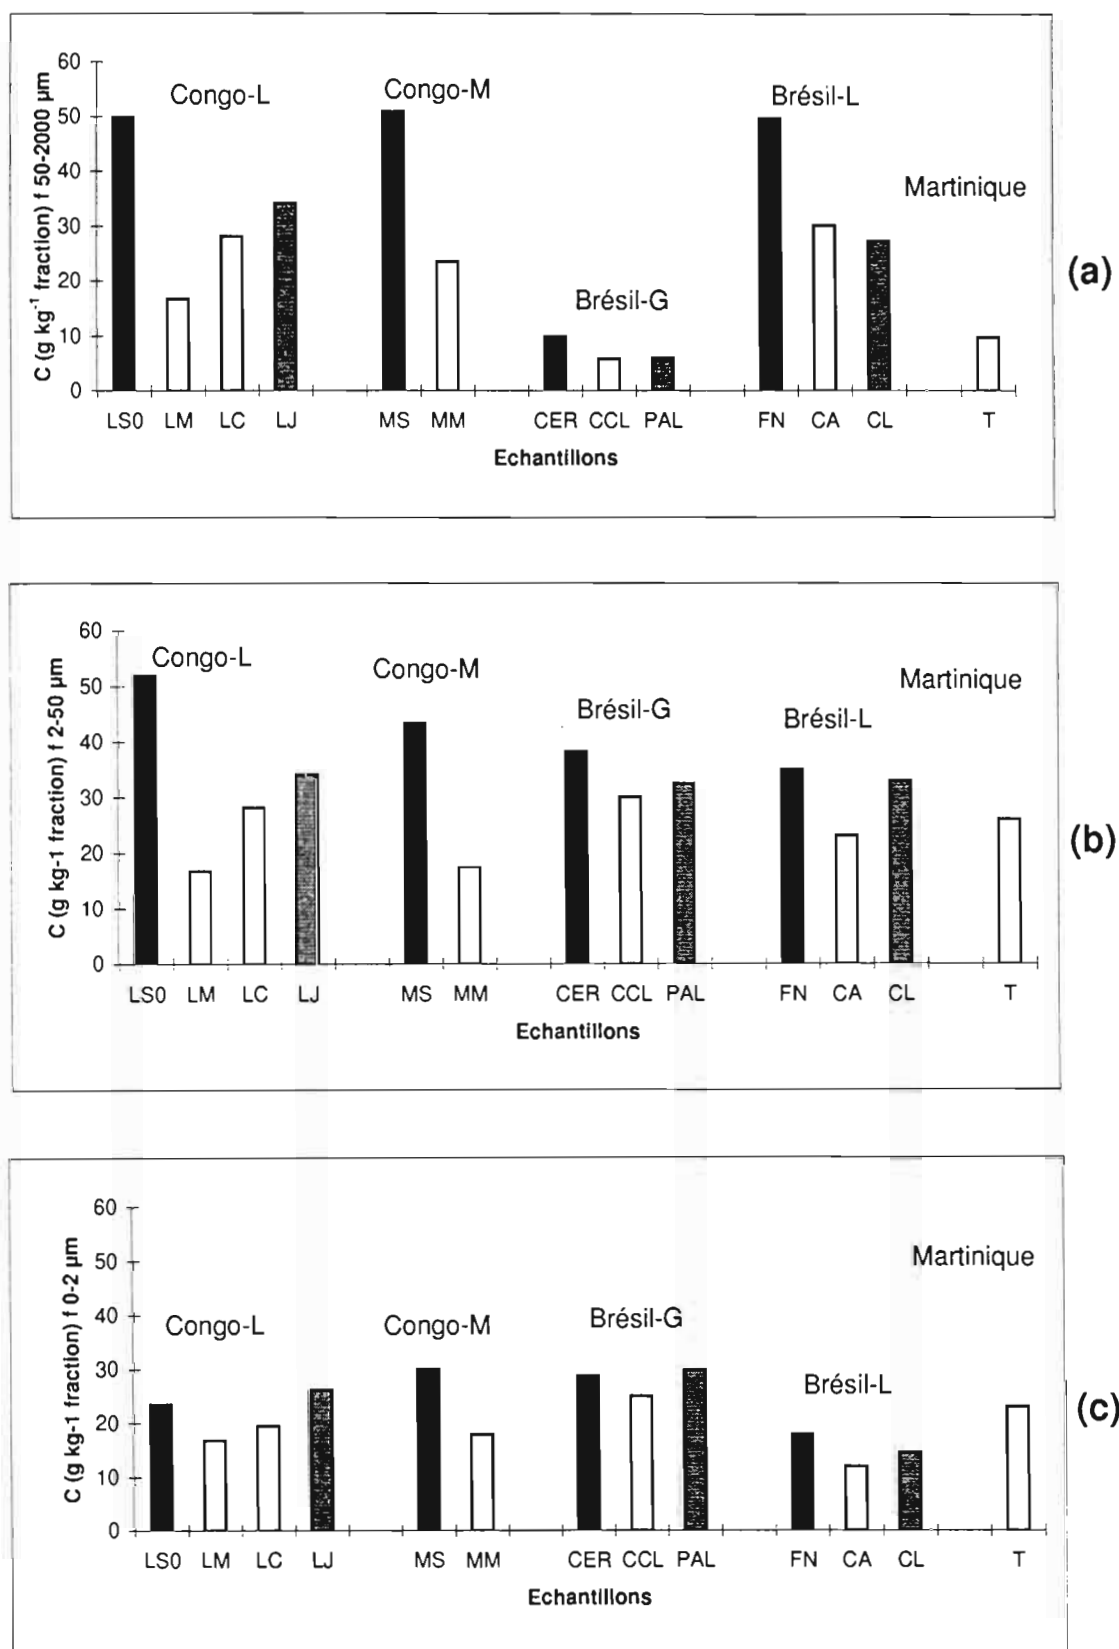 C (g kg⁻¹ fraction) f 50-2000 µm
60
50
40
30
20
10
0
Congo-L
Congo-M
Brésil-G
Brésil-L
Martinique
LS0 LM LC LJ MS MM CER CCL PAL FN CA CL T
Echantillons
(a)
C (g kg-1 fraction) f 2-50 µm
60
50
40
30
20
10
0
Congo-L
Congo-M
Brésil-G
Brésil-L
Martinique
LS0 LM LC LJ MS MM CER CCL PAL FN CA CL T
Echantillons
(b)
C (g kg-1 fraction) f 0-2 µm
60
50
40
30
20
10
0
Congo-L
Congo-M
Brésil-G
Brésil-L
Martinique
LS0 LM LC LJ MS MM CER CCL PAL FN CA CL T
Echantillons
(c)